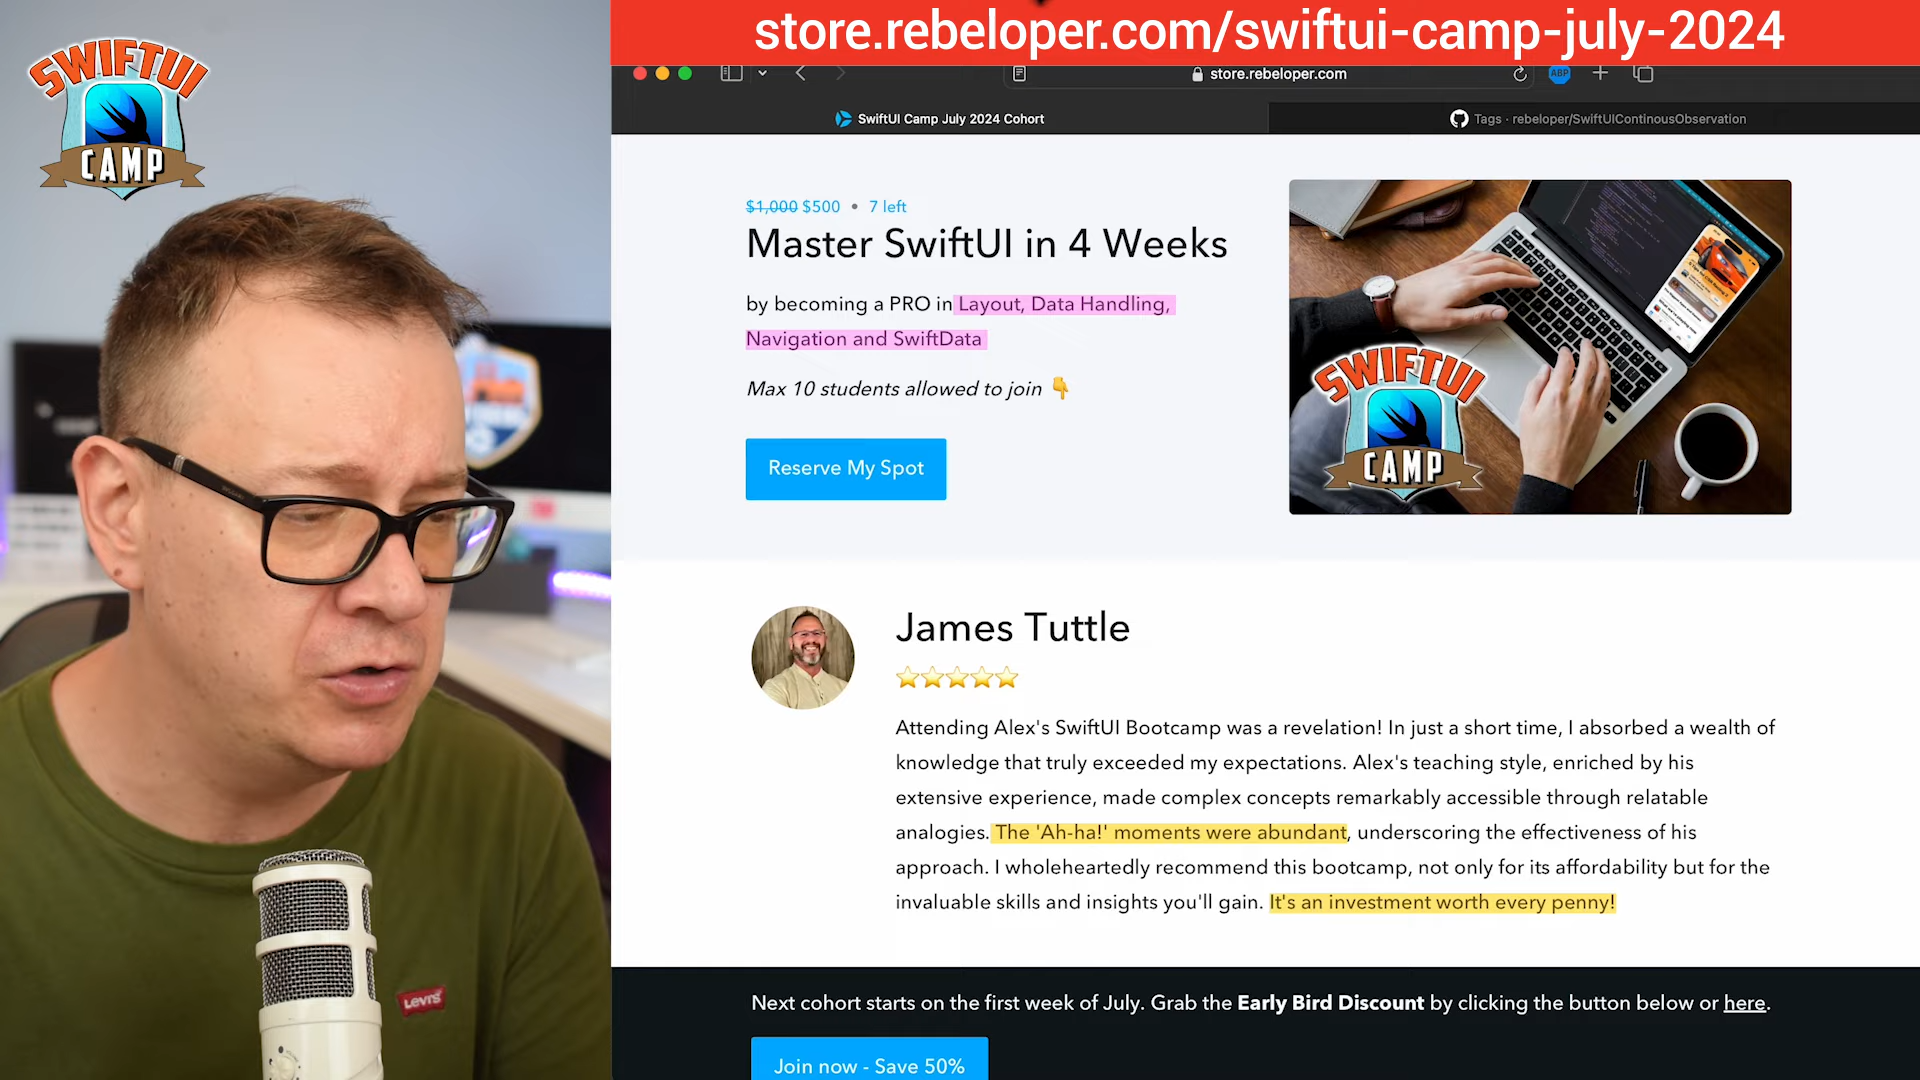 store.rebeloper.com/swiftui-camp-july-2024
SWIFTUI
CAMP
store.rebeloper.com
ABP
SwiftUI Camp July 2024 Cohort
Tags · rebeloper/SwiftUIContinousObservation
$1,000 $500 • 7 left
Master SwiftUI in 4 Weeks
by becoming a PRO in Layout, Data Handling,
Navigation and SwiftData
Max 10 students allowed to join 👇
Reserve My Spot
SWIFTUI
CAMP
James Tuttle
⭐⭐⭐⭐⭐
Attending Alex's SwiftUI Bootcamp was a revelation! In just a short time, I absorbed a wealth of
knowledge that truly exceeded my expectations. Alex's teaching style, enriched by his
extensive experience, made complex concepts remarkably accessible through relatable
analogies. The 'Ah-ha!' moments were abundant, underscoring the effectiveness of his
approach. I wholeheartedly recommend this bootcamp, not only for its affordability but for the
invaluable skills and insights you'll gain. It's an investment worth every penny!
Levi's
Next cohort starts on the first week of July. Grab the Early Bird Discount by clicking the button below or here.
Join now - Save 50%